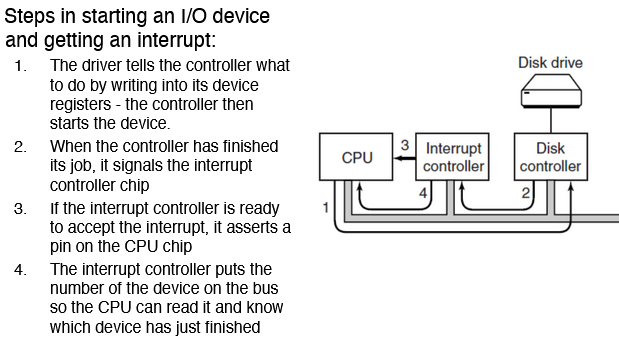 Steps in starting an I/O device
and getting an interrupt:
1. The driver tells the controller what
to do by writing into its device
registers - the controller then
starts the device.
2. When the controller has finished
its job, it signals the interrupt
controller chip
3. If the interrupt controller is ready
to accept the interrupt, it asserts a
pin on the CPU chip
4. The interrupt controller puts the
number of the device on the bus
so the CPU can read it and know
which device has just finished
Disk drive
CPU
3
Interrupt
controller
Disk
controller
1
4
2